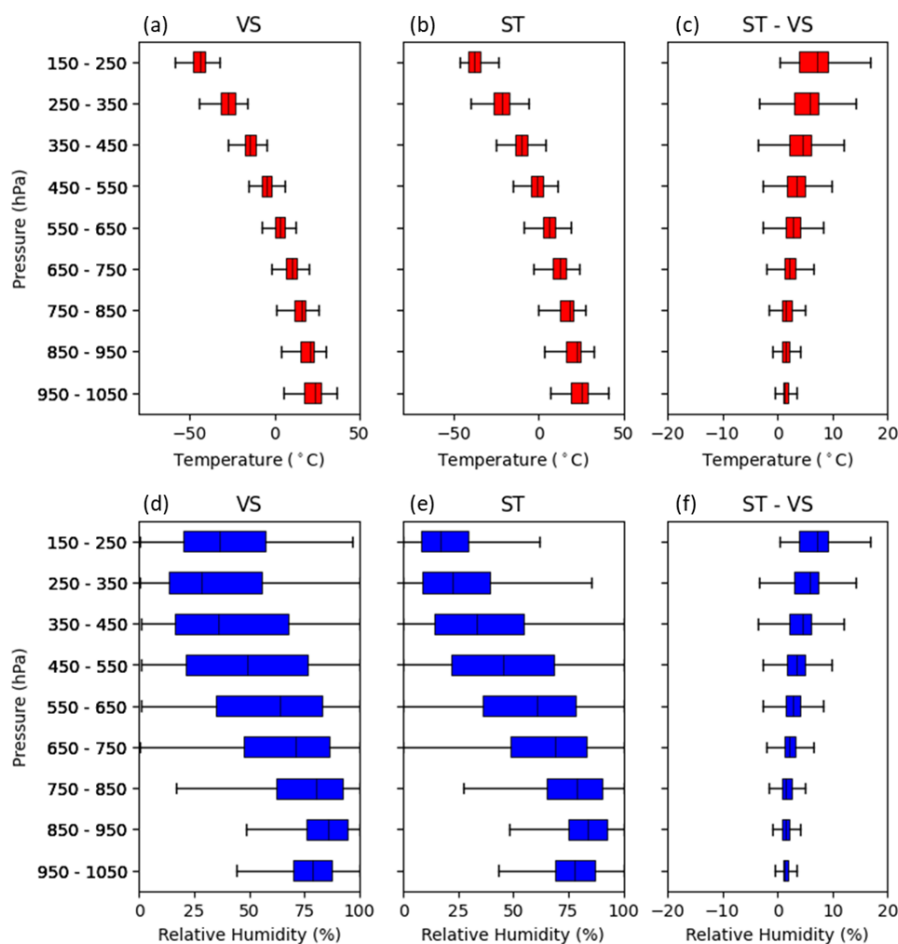 (a) VS (b) ST (c) ST - VS
150 - 250
250 - 350
350 - 450
450 - 550
550 - 650
650 - 750
750 - 850
850 - 950
950 - 1050
Pressure (hPa)
−50 0 50 −50 0 50 −20 −10 0 10 20
Temperature (°C) Temperature (°C) Temperature (°C)
(d) VS (e) ST (f) ST - VS
150 - 250
250 - 350
350 - 450
450 - 550
550 - 650
650 - 750
750 - 850
850 - 950
950 - 1050
Pressure (hPa)
0 25 50 75 100 0 25 50 75 100 −20 −10 0 10 20
Relative Humidity (%) Relative Humidity (%) Relative Humidity (%)